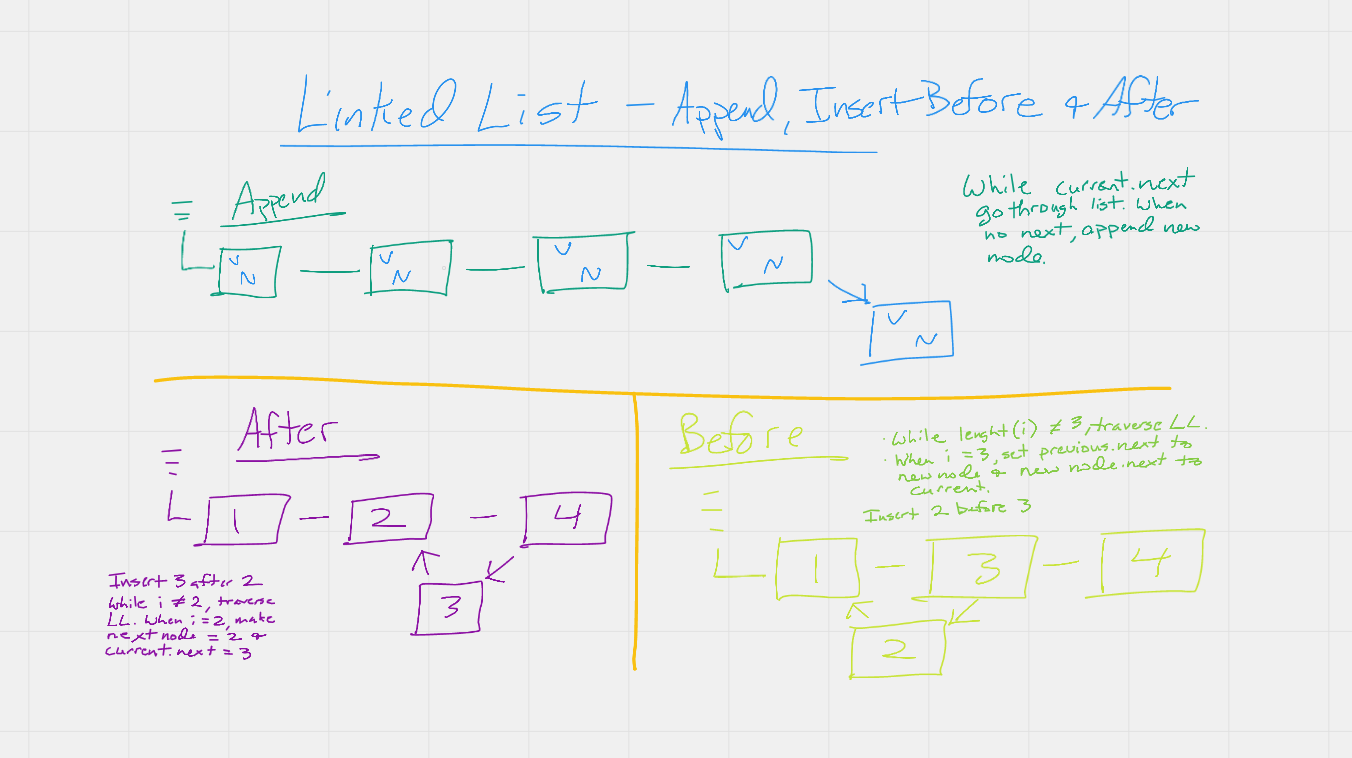 Linked List - Append, Insert Before & After
Append
While current.next
go through list. When
no next, append new
node.
V
N
V
N
V
N
V
N
V
N
After
1
2
4
3
Insert 3 after 2
While i ≠ 2, traverse
LL. When i = 2, make
next node = 2 &
current.next = 3
Before
· While lenght(i) ≠ 3, traverse LL.
· When i = 3, set previous.next to
new node & new node.next to
current.
Insert 2 before 3
1
3
4
2